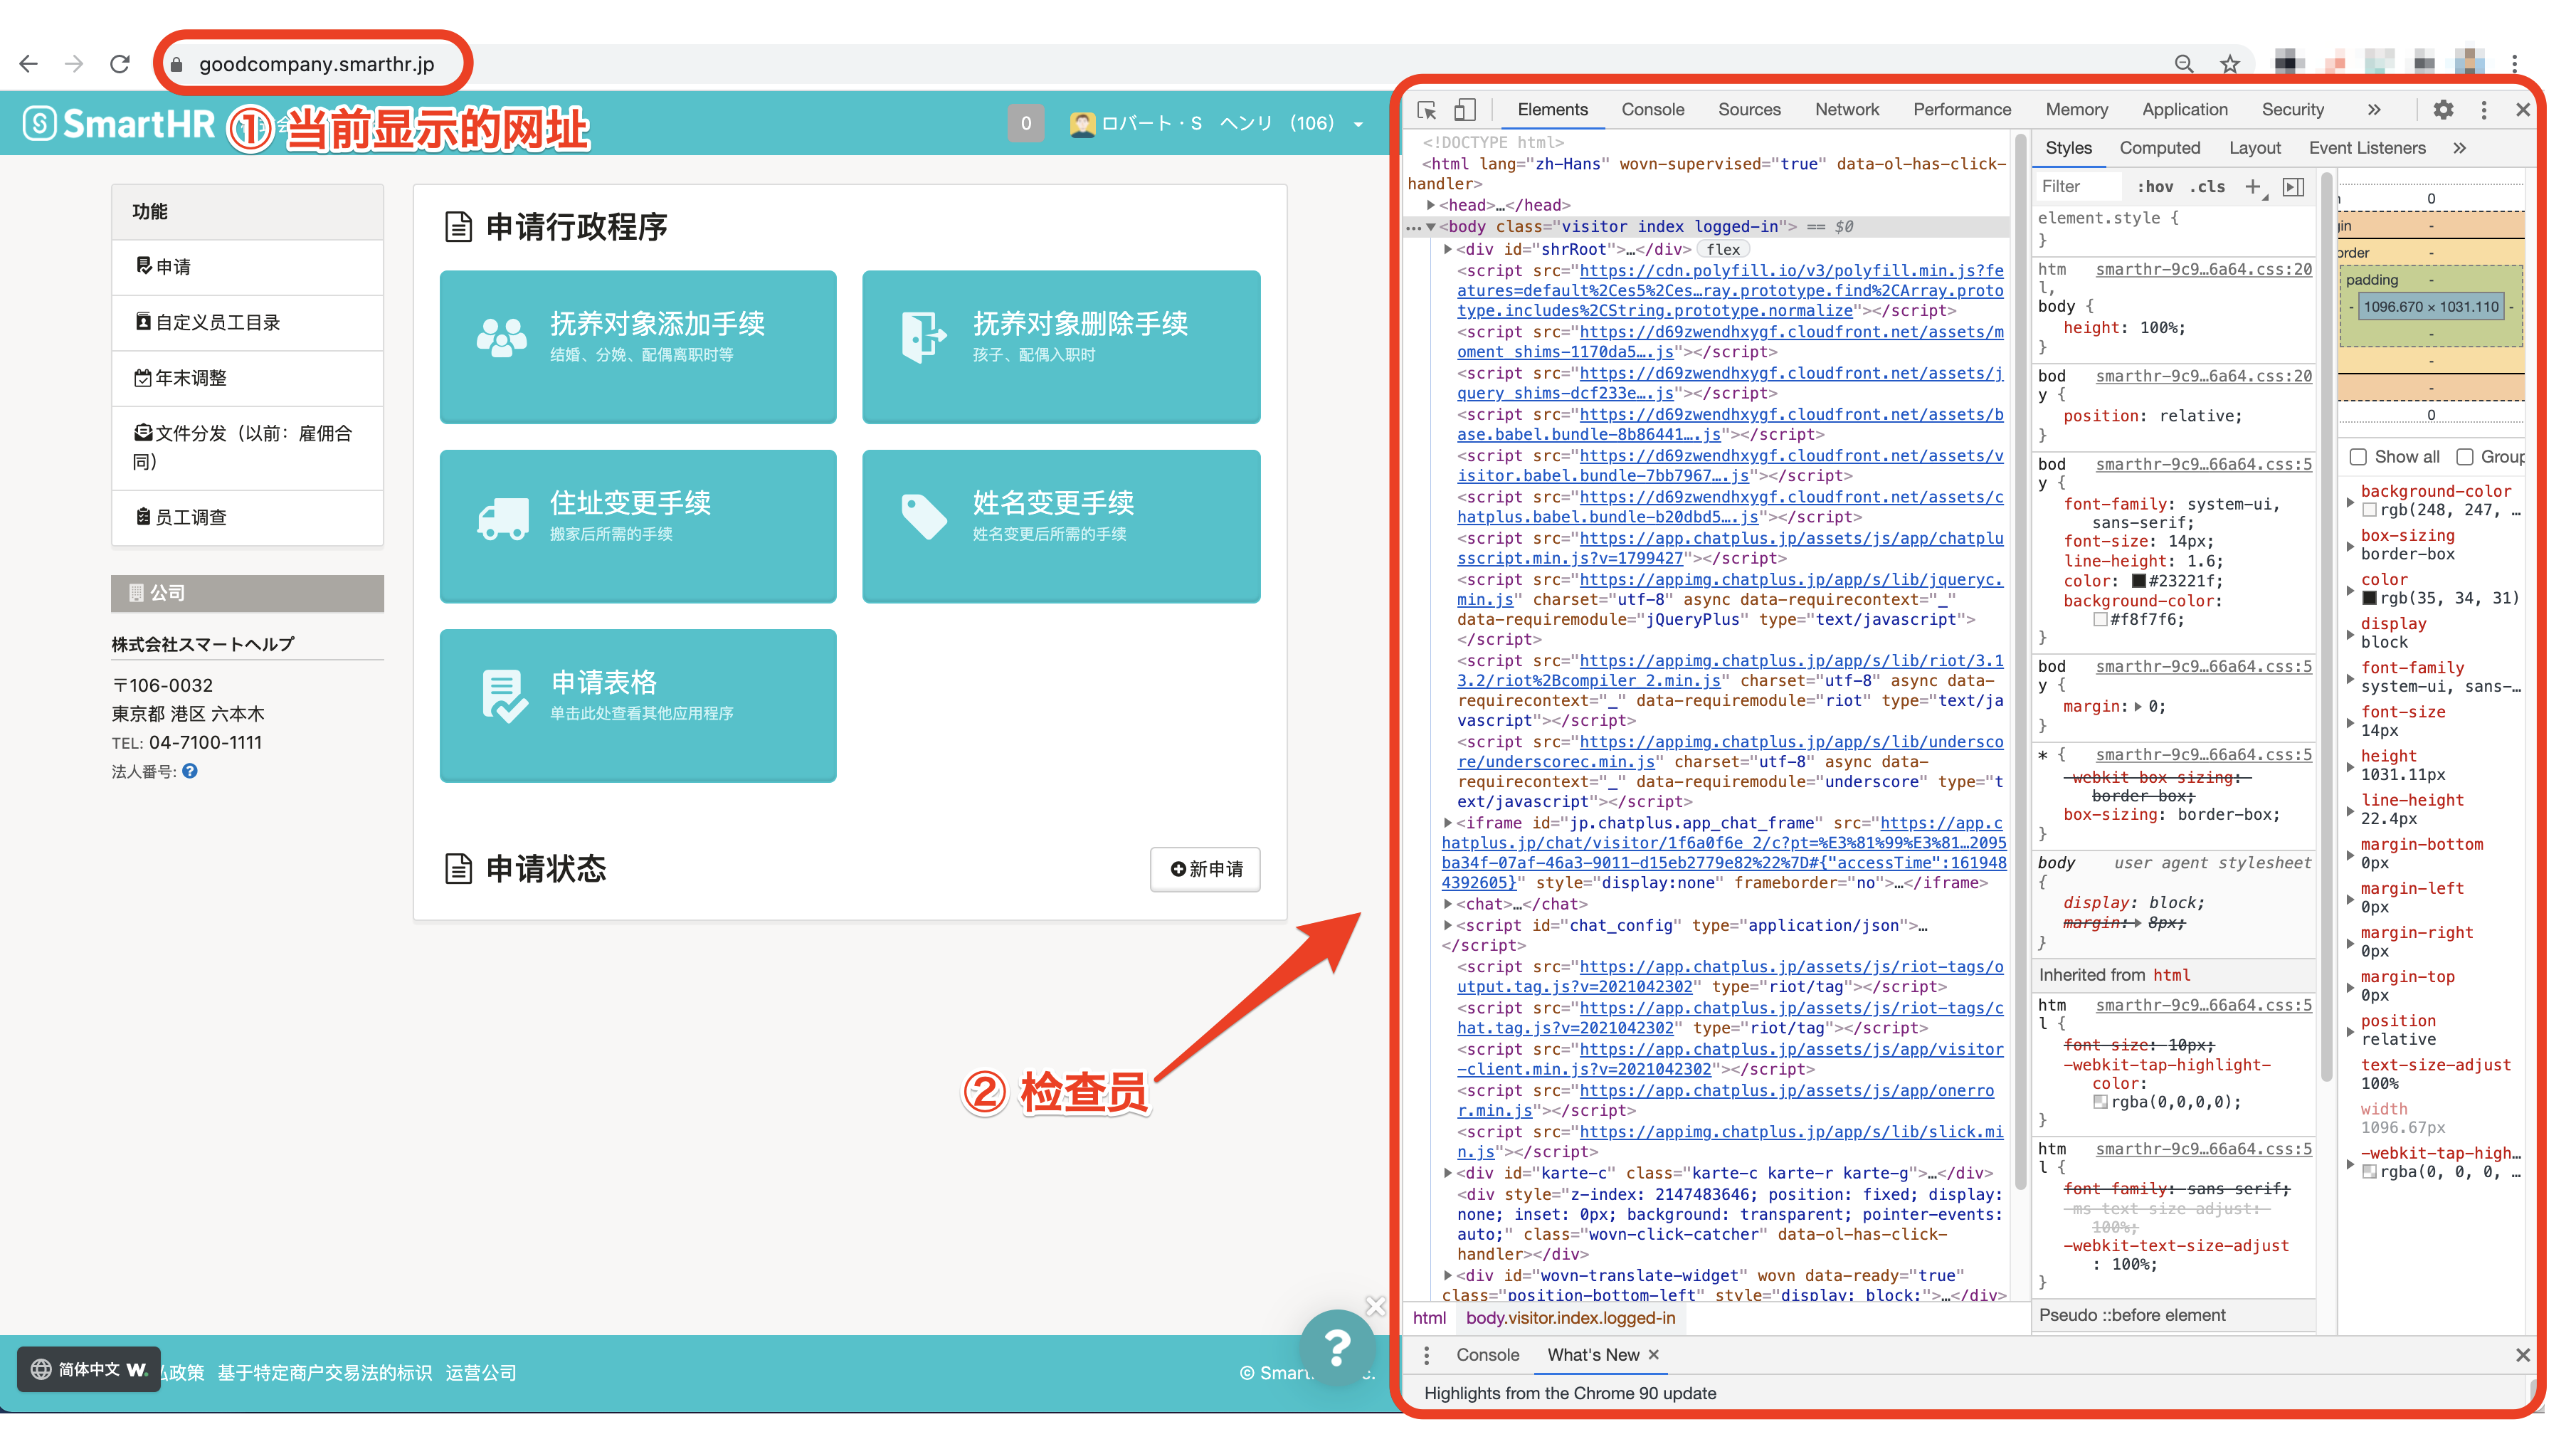 goodcompany.smarthr.jp
SmartHR
① 当前显示的网址
0
ロバート・S ヘンリ (106)
功能
申请
自定义员工目录
年末调整
文件分发（以前：雇佣合
同）
员工调查
公司
株式会社スマートヘルプ
〒106-0032
東京都 港区 六本木
TEL: 04-7100-1111
法人番号:
申请行政程序
抚养对象添加手续
结婚、分娩、配偶离职时等
抚养对象删除手续
孩子、配偶入职时
住址变更手续
搬家后所需的手续
姓名变更手续
姓名变更后所需的手续
申请表格
单击此处查看其他应用程序
申请状态
新申请
② 检查员
简体中文 W.
政策 基于特定商户交易法的标识 运营公司
© Smart
?
Elements Console Sources Network Performance Memory Application Security
<!DOCTYPE html>
<html lang="zh-Hans" wovn-supervised="true" data-ol-has-click-
handler>
<head>…</head>
<body class="visitor index logged-in"> == $0
<div id="shrRoot">…</div> flex
<script src="https://cdn.polyfill.io/v3/polyfill.min.js?fe
atures=default%2Ces5%2Ces…ray.prototype.find%2CArray.proto
type.includes%2CString.prototype.normalize"></script>
<script src="https://d69zwendhxygf.cloudfront.net/assets/m
oment_shims-1170da5….js"></script>
<script src="https://d69zwendhxygf.cloudfront.net/assets/j
query_shims-dcf233e….js"></script>
<script src="https://d69zwendhxygf.cloudfront.net/assets/b
ase.babel.bundle-8b86441….js"></script>
<script src="https://d69zwendhxygf.cloudfront.net/assets/v
isitor.babel.bundle-7bb7967….js"></script>
<script src="https://d69zwendhxygf.cloudfront.net/assets/c
hatplus.babel.bundle-b20dbd5….js"></script>
<script src="https://app.chatplus.jp/assets/js/app/chatplu
sscript.min.js?v=1799427"></script>
<script src="https://appimg.chatplus.jp/app/s/lib/jqueryc.
min.js" charset="utf-8" async data-requirecontext="_"
data-requiremodule="jQueryPlus" type="text/javascript">
</script>
<script src="https://appimg.chatplus.jp/app/s/lib/riot/3.1
3.2/riot%2Bcompiler_2.min.js" charset="utf-8" async data-
requirecontext="_" data-requiremodule="riot" type="text/ja
vascript"></script>
<script src="https://appimg.chatplus.jp/app/s/lib/undersco
re/underscorec.min.js" charset="utf-8" async data-
requirecontext="_" data-requiremodule="underscore" type="t
ext/javascript"></script>
<iframe id="jp.chatplus.app_chat_frame" src="https://app.c
hatplus.jp/chat/visitor/1f6a0f6e_2/c?pt=%E3%81%99%E3%81…2095
ba34f-07af-46a3-9011-d15eb2779e82%22%7D#{"accessTime":161948
4392605}" style="display:none" frameborder="no">…</iframe>
<chat>…</chat>
<script id="chat_config" type="application/json">…
</script>
<script src="https://app.chatplus.jp/assets/js/riot-tags/o
utput.tag.js?v=2021042302" type="riot/tag"></script>
<script src="https://app.chatplus.jp/assets/js/riot-tags/c
hat.tag.js?v=2021042302" type="riot/tag"></script>
<script src="https://app.chatplus.jp/assets/js/app/visitor
-client.min.js?v=2021042302"></script>
<script src="https://app.chatplus.jp/assets/js/app/onerro
r.min.js"></script>
<script src="https://appimg.chatplus.jp/app/s/lib/slick.mi
n.js"></script>
<div id="karte-c" class="karte-c karte-r karte-g">…</div>
<div style="z-index: 2147483646; position: fixed; display:
none; inset: 0px; background: transparent; pointer-events:
auto;" class="wovn-click-catcher" data-ol-has-click-
handler></div>
<div id="wovn-translate-widget" wovn data-ready="true"
class="position-bottom-left" style="display: block;">…</div>
html body.visitor.index.logged-in
Styles Computed Layout Event Listeners
Filter :hov .cls
element.style {
}
htm smarthr-9c9…6a64.css:20
l,
body {
height: 100%;
}
bod smarthr-9c9…6a64.css:20
y {
position: relative;
}
bod smarthr-9c9…66a64.css:5
y {
font-family: system-ui,
sans-serif;
font-size: 14px;
line-height: 1.6;
color: #23221f;
background-color:
#f8f7f6;
}
bod smarthr-9c9…66a64.css:5
y {
margin: 0;
}
* { smarthr-9c9…66a64.css:5
-webkit-box-sizing:
border-box;
box-sizing: border-box;
}
body user agent stylesheet
{
display: block;
margin: 8px;
}
Inherited from html
htm smarthr-9c9…66a64.css:5
l {
font-size: 10px;
-webkit-tap-highlight-
color:
rgba(0,0,0,0);
}
htm smarthr-9c9…66a64.css:5
l {
font-family: sans-serif;
-ms-text-size-adjust:
100%;
-webkit-text-size-adjust
: 100%;
}
Pseudo ::before element
0
-
-
padding -
- 1096.670 × 1031.110 -
-
-
-
0
Show all Group
background-color
rgb(248, 247, …
box-sizing
border-box
color
rgb(35, 34, 31)
display
block
font-family
system-ui, sans-…
font-size
14px
height
1031.11px
line-height
22.4px
margin-bottom
0px
margin-left
0px
margin-right
0px
margin-top
0px
position
relative
text-size-adjust
100%
width
1096.67px
-webkit-tap-high…
rgba(0, 0, 0, …
Console What's New
Highlights from the Chrome 90 update